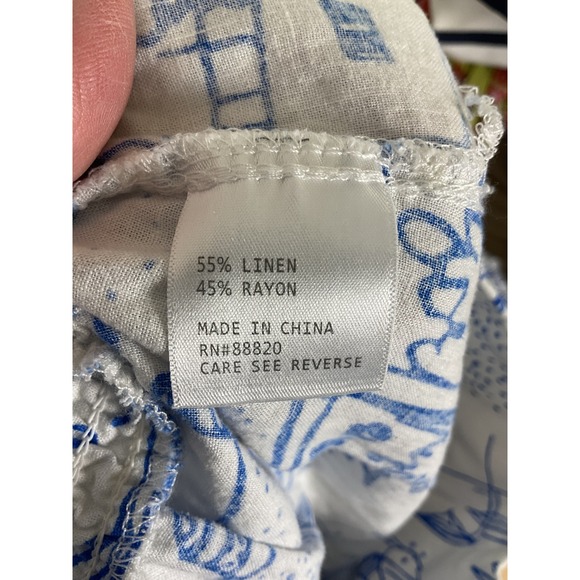 55% LINEN
45% RAYON
MADE IN CHINA
RN#88820
CARE SEE REVERSE